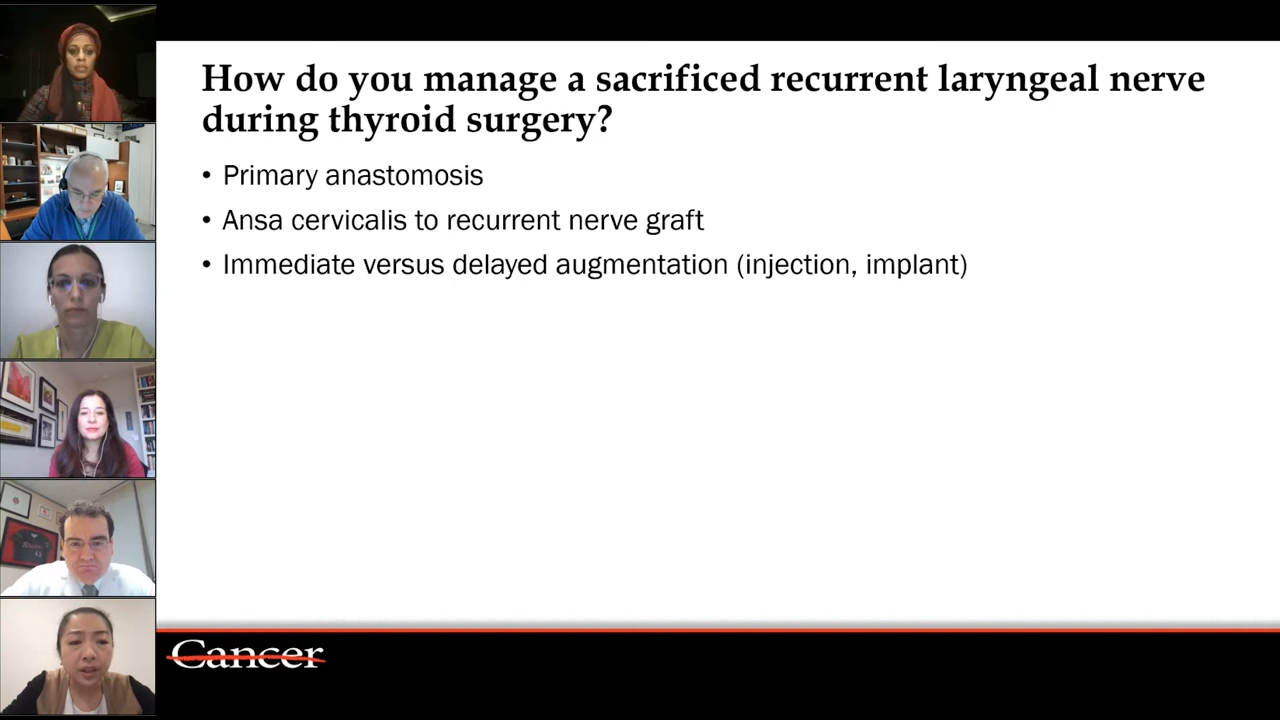 How do you manage a sacrificed recurrent laryngeal nerve
during thyroid surgery?
• Primary anastomosis
• Ansa cervicalis to recurrent nerve graft
• Immediate versus delayed augmentation (injection, implant)
Cancer